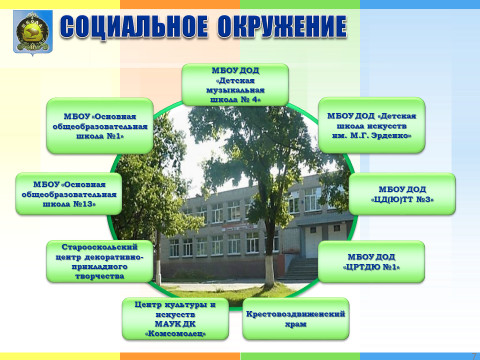 СОЦИАЛЬНОЕ ОКРУЖЕНИЕ
МБОУ ДОД
«Детская
музыкальная
школа № 4»
МБОУ «Основная
общеобразовательная
школа №1»
МБОУ ДОД «Детская
школа искусств
им. М.Г. Эрденко»
МБОУ «Основная
общеобразовательная
школа №13»
МБОУ ДОД
«ЦД(Ю)ТТ №3»
Старооскольский
центр декоративно-
прикладного
творчества
МБОУ ДОД
«ЦРТДЮ №1»
Центр культуры и
искусств
МАУК ДК
«Комсомолец»
Крестовоздвиженский
храм